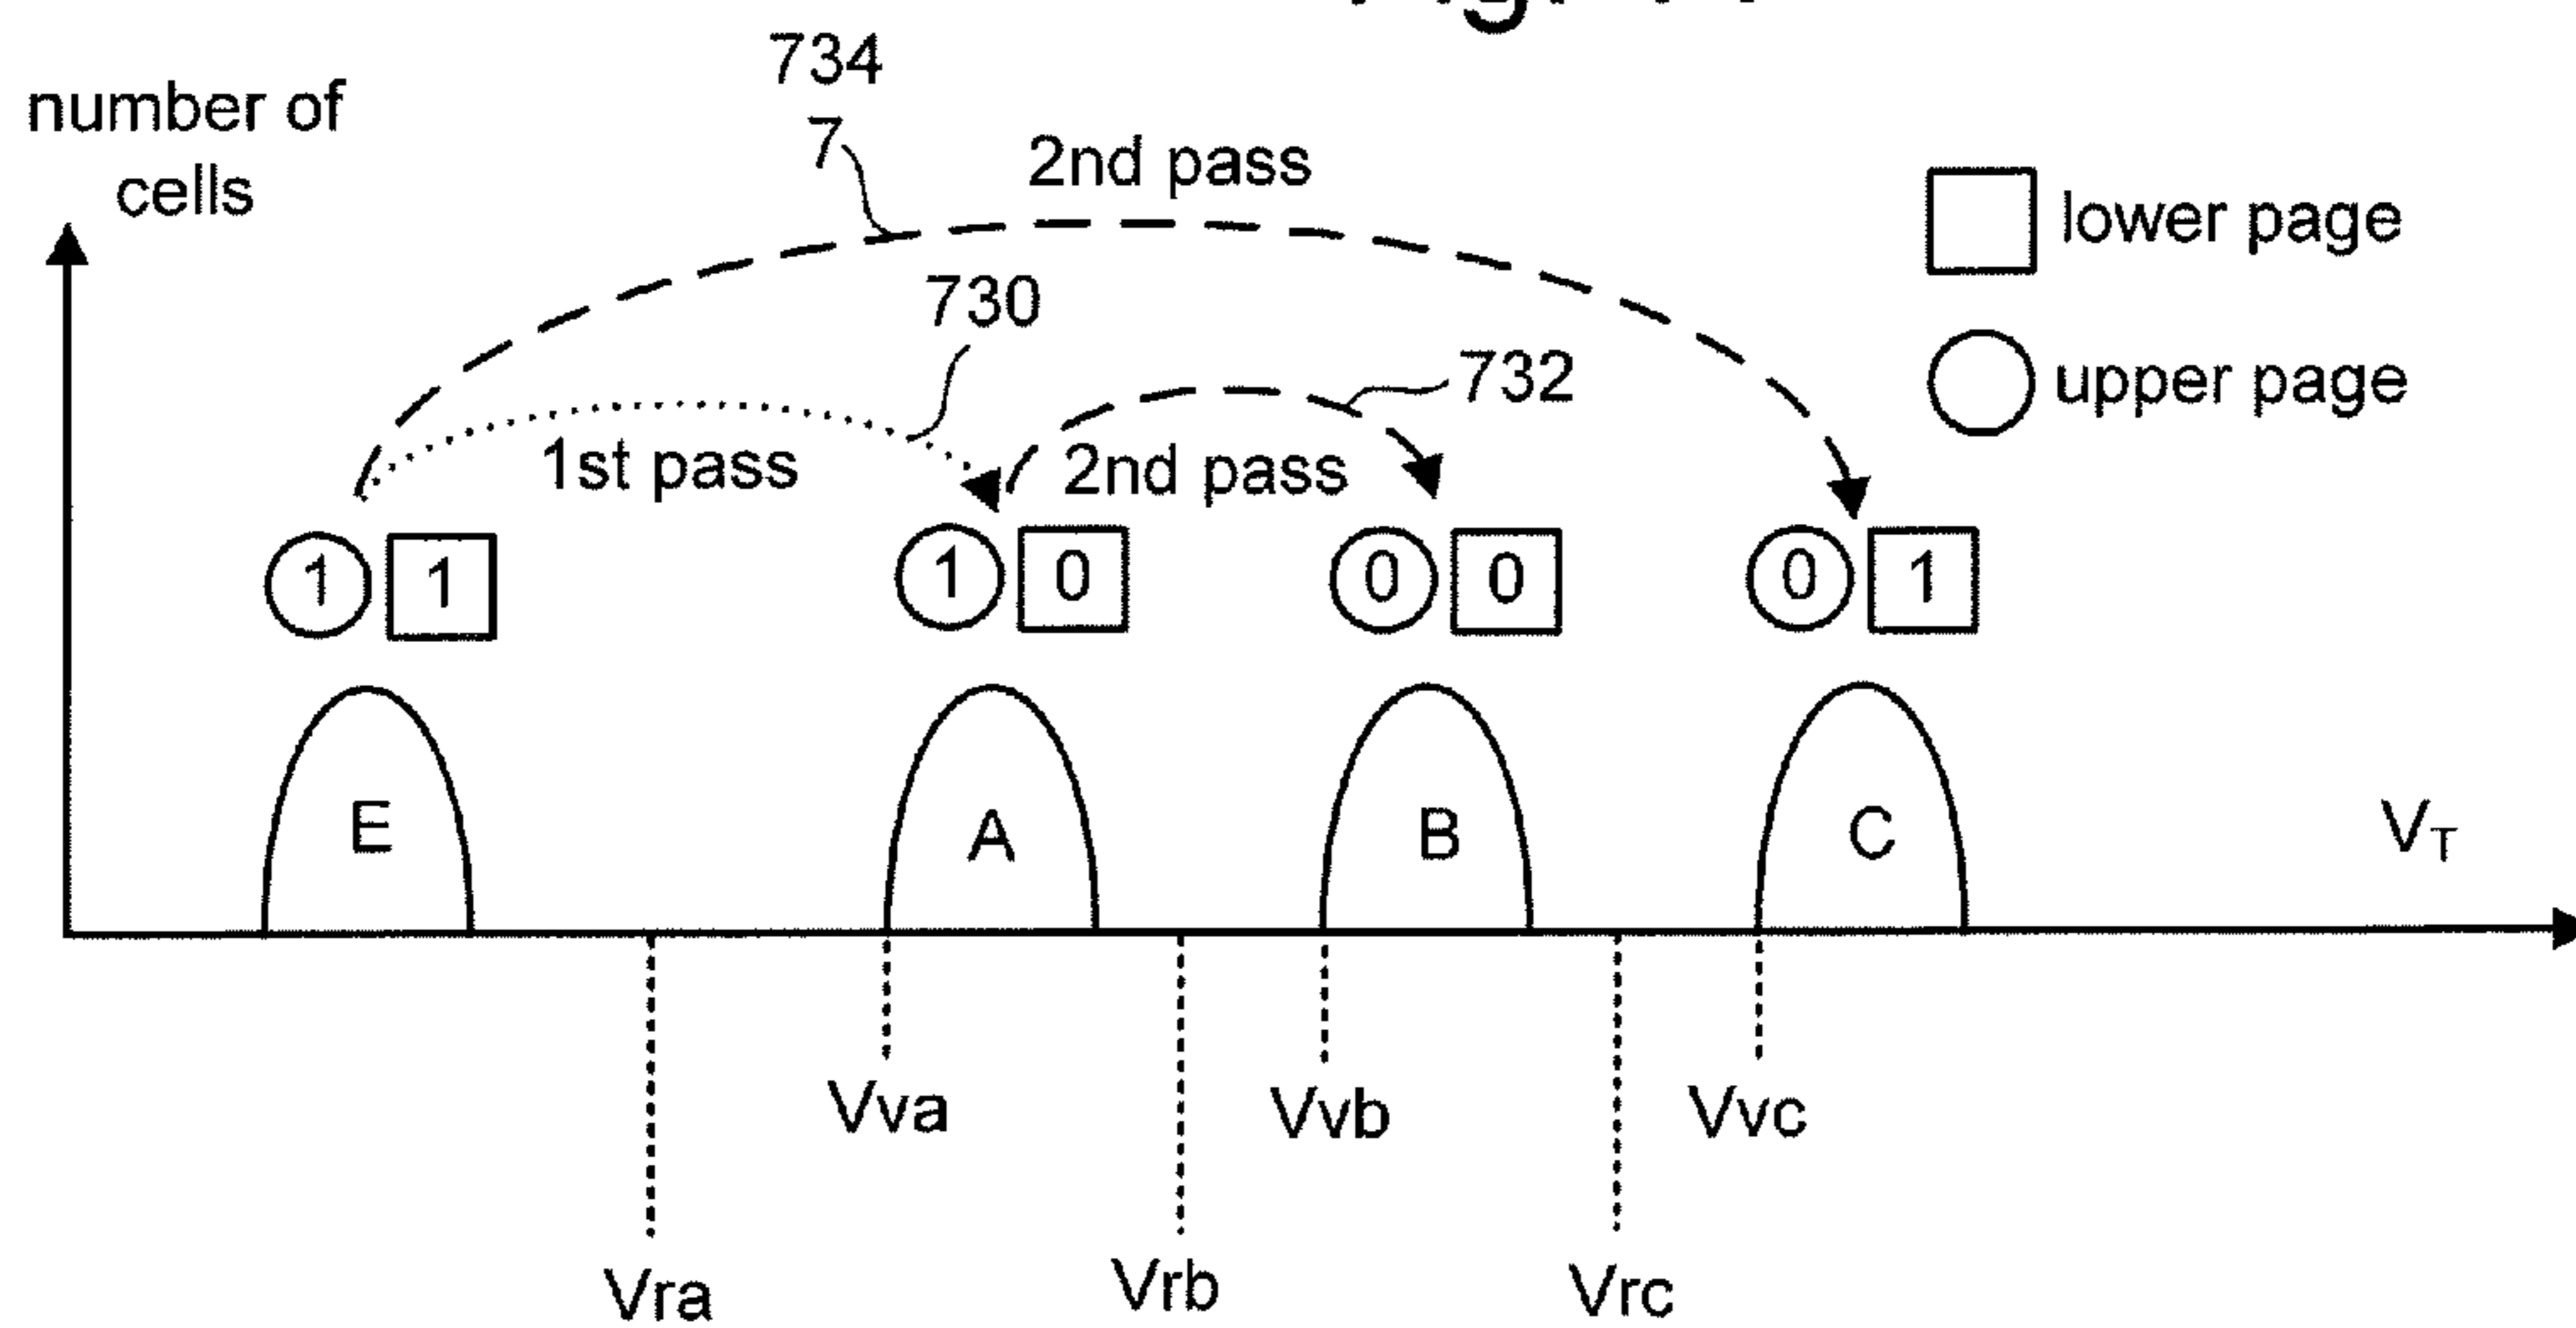 734
number of
7
cells
2nd pass
lower page
730
732
upper page
1st pass
2nd pass
1 1
1 0
0 0
0 1
E
A
B
C
VT
Vva
Vvb
Vvc
Vra
Vrb
Vrc